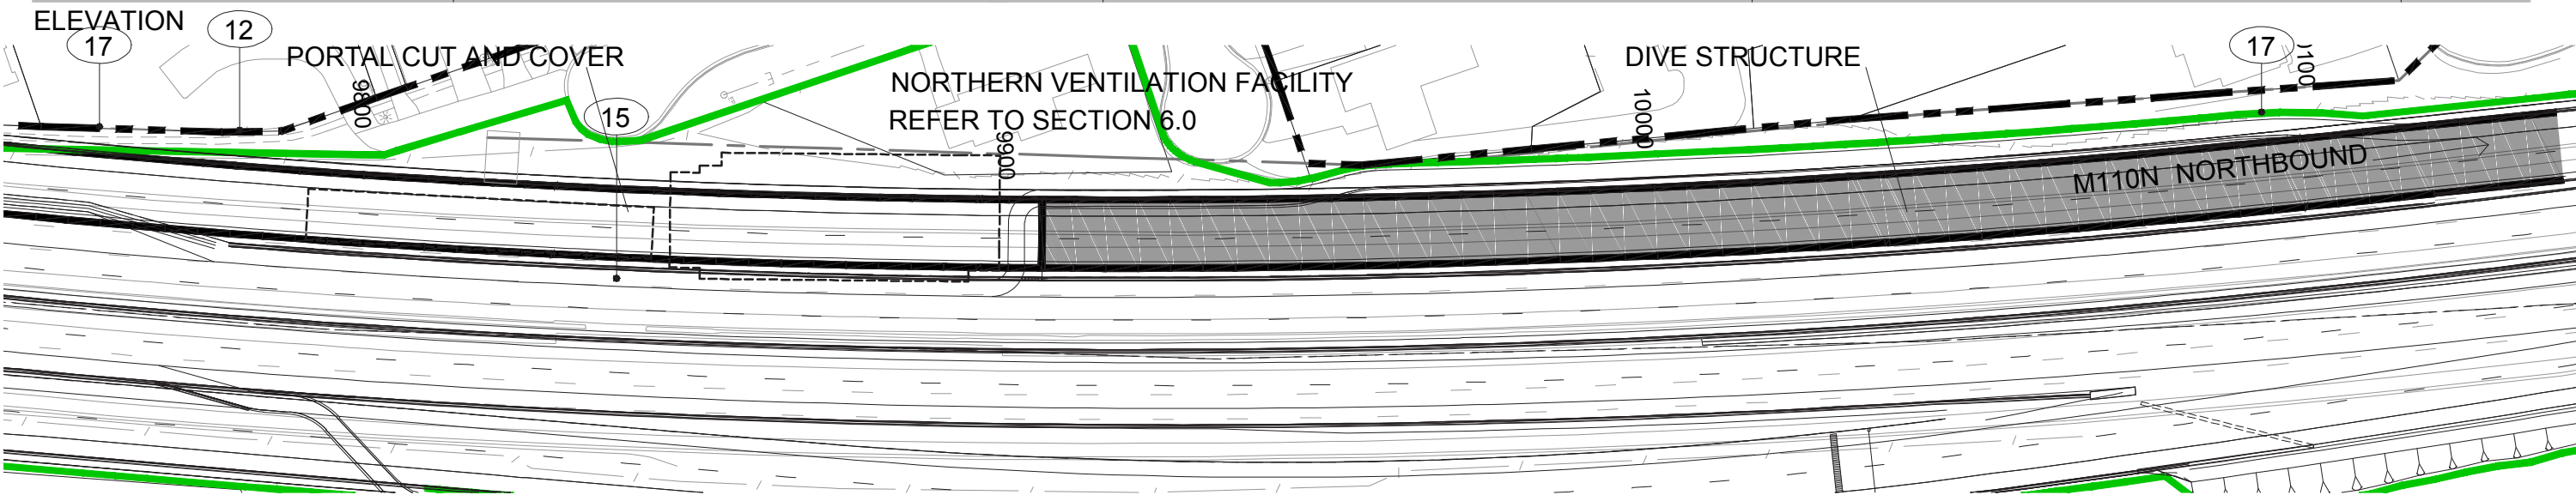 ELEVATION
17
12
PORTAL CUT AND COVER
9800
15
NORTHERN VENTILATION FACILITY
REFER TO SECTION 6.0
9900
DIVE STRUCTURE
10000
17
M110N NORTHBOUND